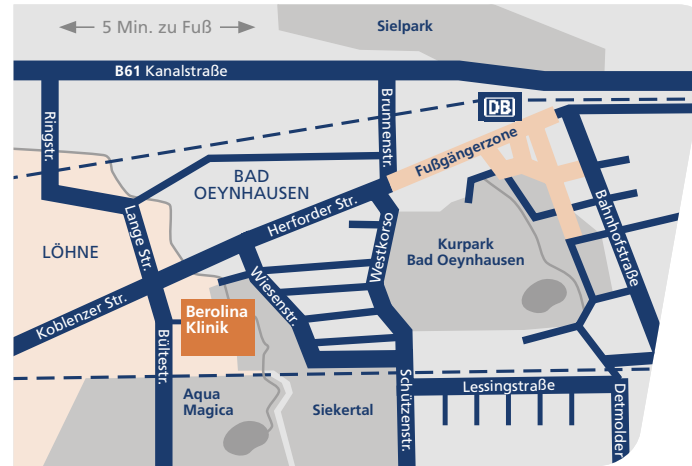 5 Min. zu Fuß
Sielpark
B61 Kanalstraße
DB
Ringstr.
Brunnenstr.
Fußgängerzone
BAD
OEYNHAUSEN
Herforder Str.
Bahnhofstraße
Lange Str.
LÖHNE
Westkorso
Kurpark
Bad Oeynhausen
Wiesenstr.
Koblenzer Str.
Berolina
Klinik
Bültestr.
Schützenstr.
Lessingstraße
Detmolder
Aqua
Magica
Siekertal